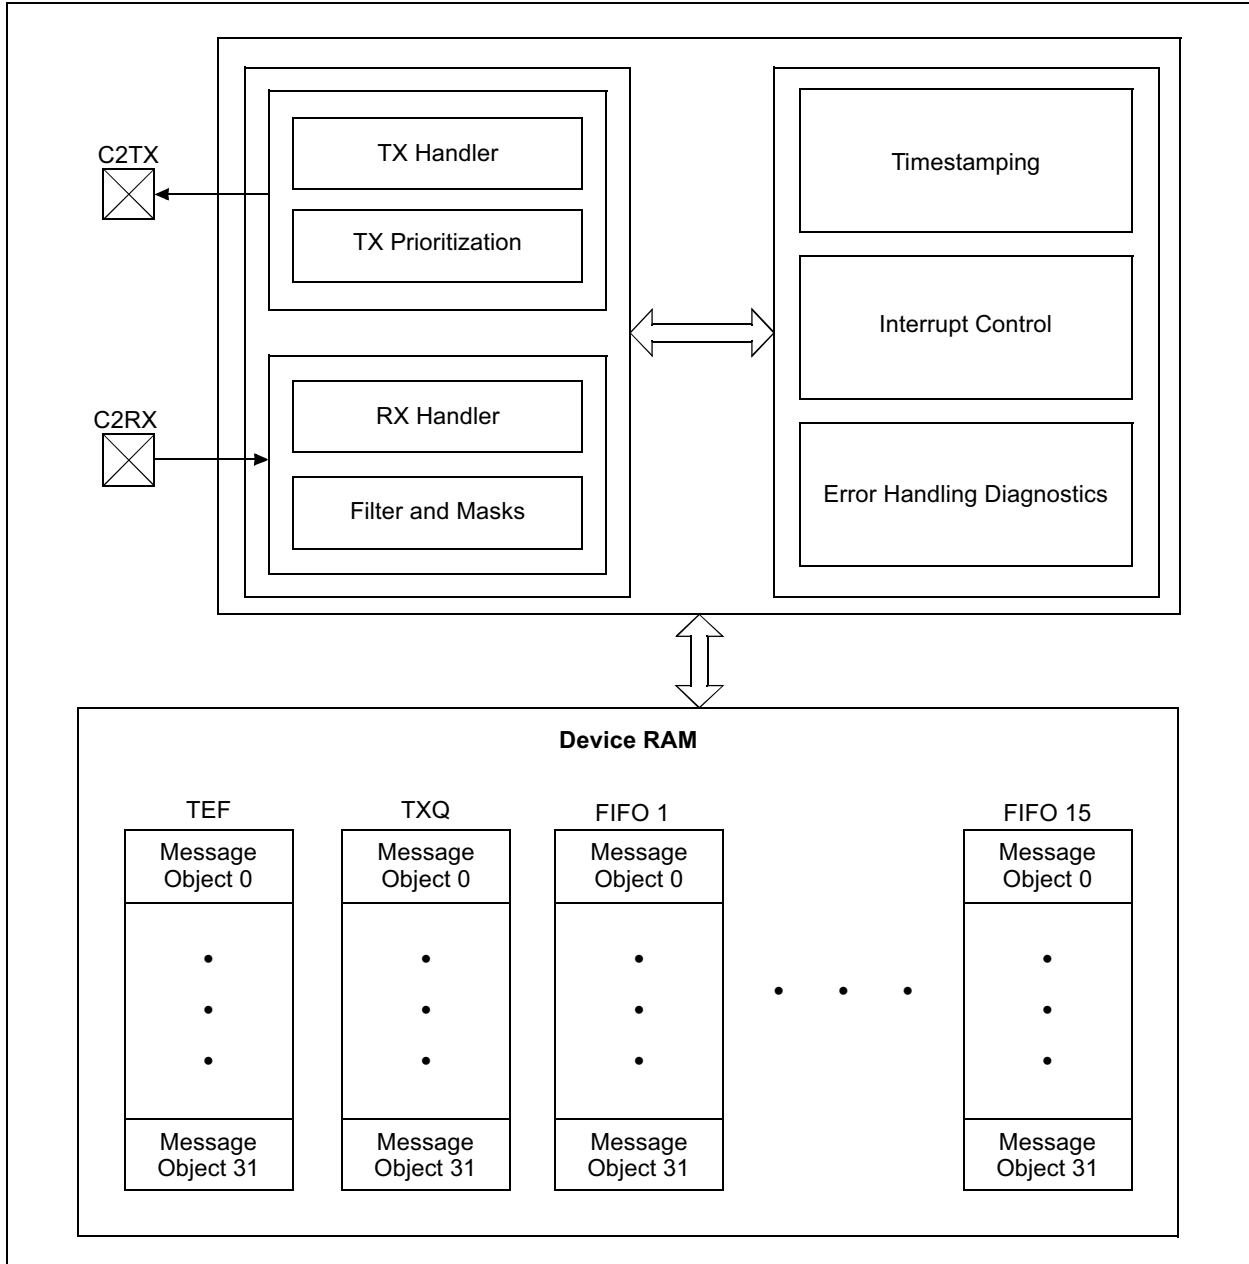 C2TX
TX Handler
TX Prioritization
C2RX
RX Handler
Filter and Masks
Timestamping
Interrupt Control
Error Handling Diagnostics
Device RAM
TEF
Message
Object 0
Message
Object 31
TXQ
Message
Object 0
Message
Object 31
FIFO 1
Message
Object 0
Message
Object 31
FIFO 15
Message
Object 0
Message
Object 31